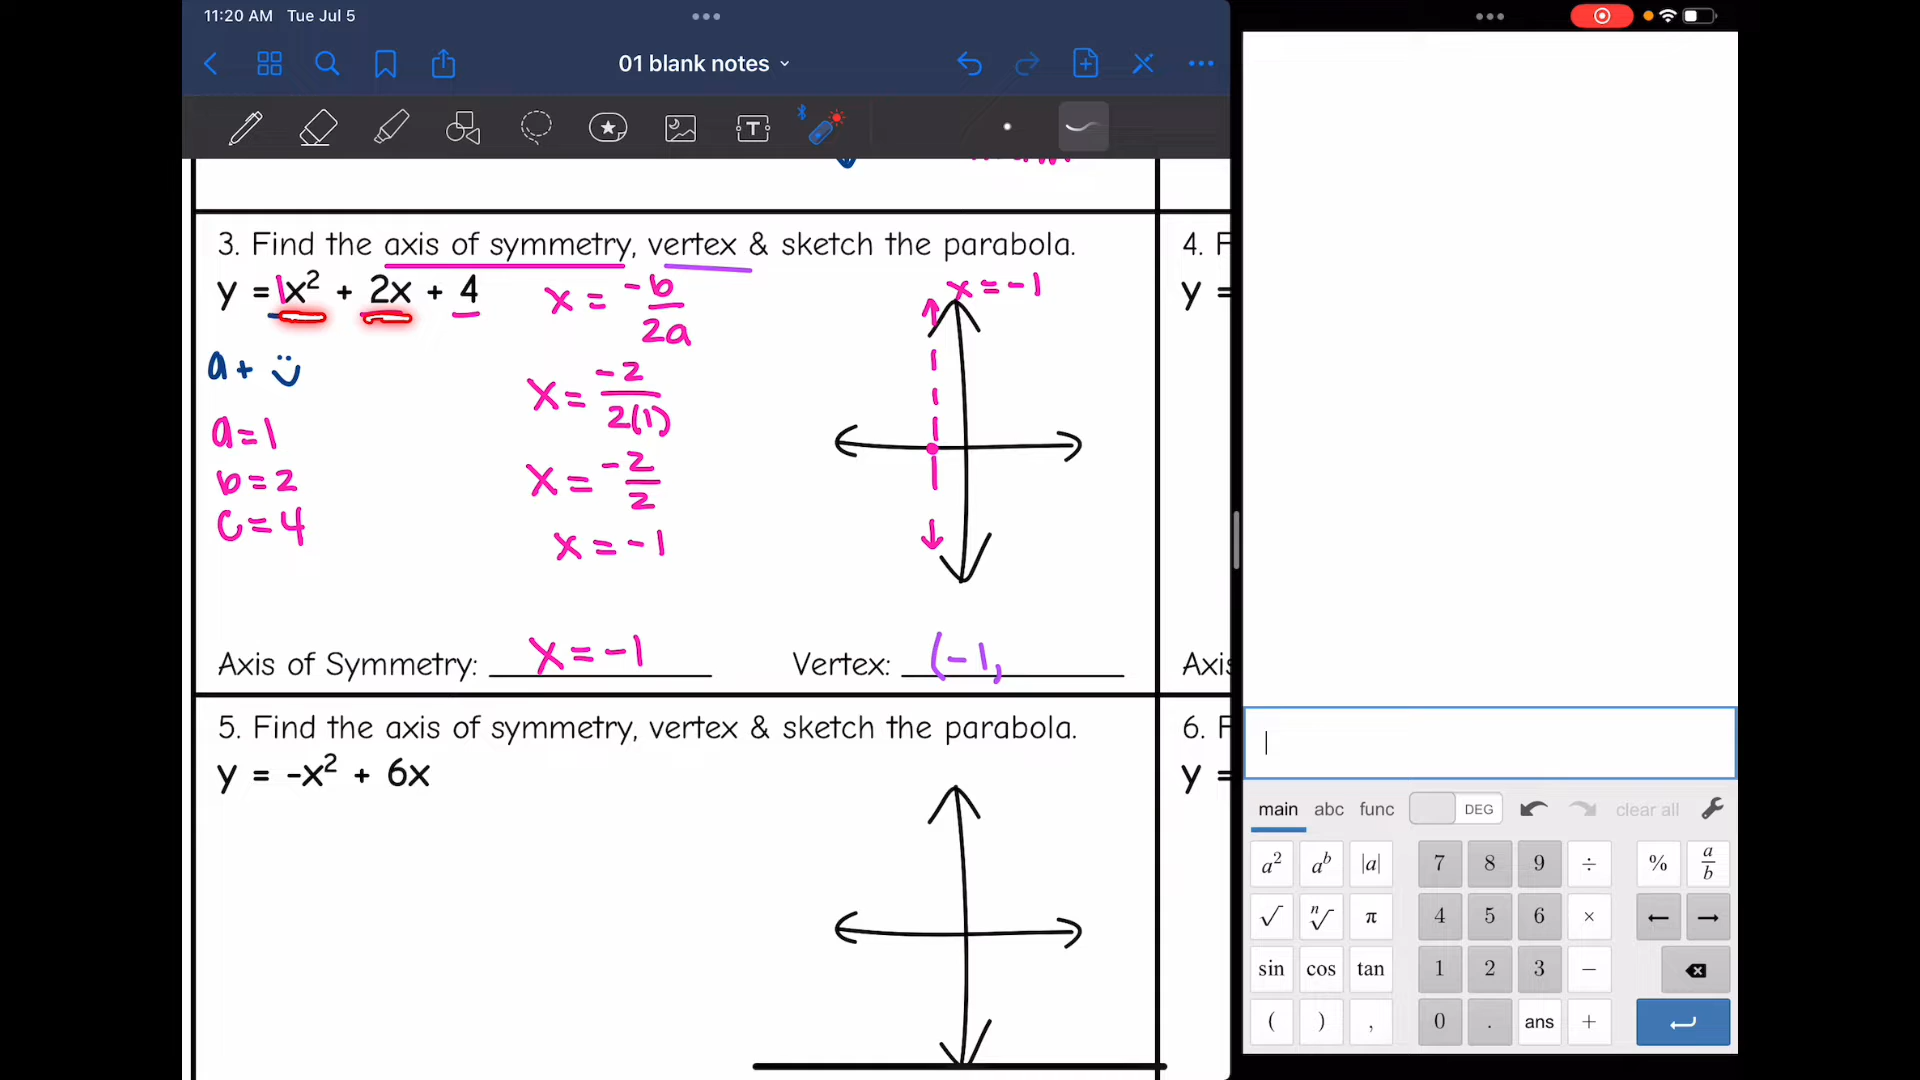 11:20 AM Tue Jul 5
01 blank notes
T
3. Find the axis of symmetry, vertex & sketch the parabola.
y = 1x² + 2x + 4
a + ü
a = 1
b = 2
c = 4
x = -b/2a
x = -2/2(1)
x = -2/2
x = -1
x = -1
Axis of Symmetry: x = -1
Vertex: (-1,
4. F
y =
Axis
5. Find the axis of symmetry, vertex & sketch the parabola.
y = -x² + 6x
6. F
y =
main abc func DEG clear all
a² aᵇ |a| 7 8 9 ÷ % a/b
√ ⁿ√ π 4 5 6 × ← →
sin cos tan 1 2 3 −
( ) , 0 . ans +